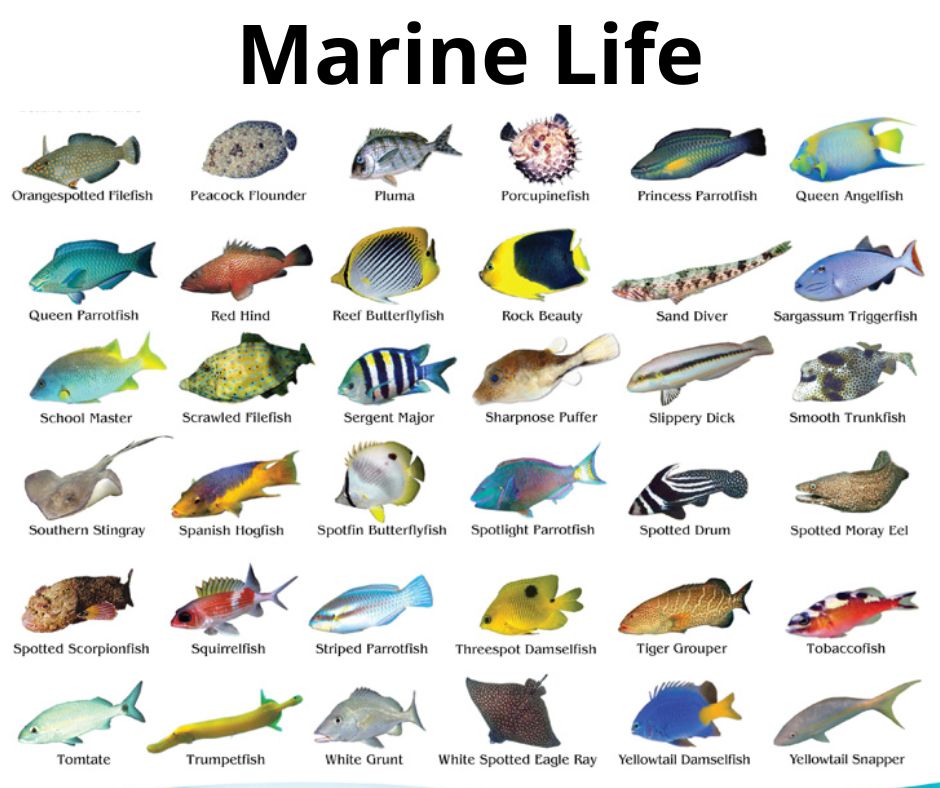 Marine Life
Orangespotted Filefish
Peacock Flounder
Pluma
Porcupinefish
Princess Parrotfish
Queen Angelfish
Queen Parrotfish
Red Hind
Reef Butterflyfish
Rock Beauty
Sand Diver
Sargassum Triggerfish
School Master
Scrawled Filefish
Sergent Major
Sharpnose Puffer
Slippery Dick
Smooth Trunkfish
Southern Stingray
Spanish Hogfish
Spotfin Butterflyfish
Spotlight Parrotfish
Spotted Drum
Spotted Moray Eel
Spotted Scorpionfish
Squirrelfish
Striped Parrotfish
Threespot Damselfish
Tiger Grouper
Tobaccofish
Tomtate
Trumpetfish
White Grunt
White Spotted Eagle Ray
Yellowtail Damselfish
Yellowtail Snapper